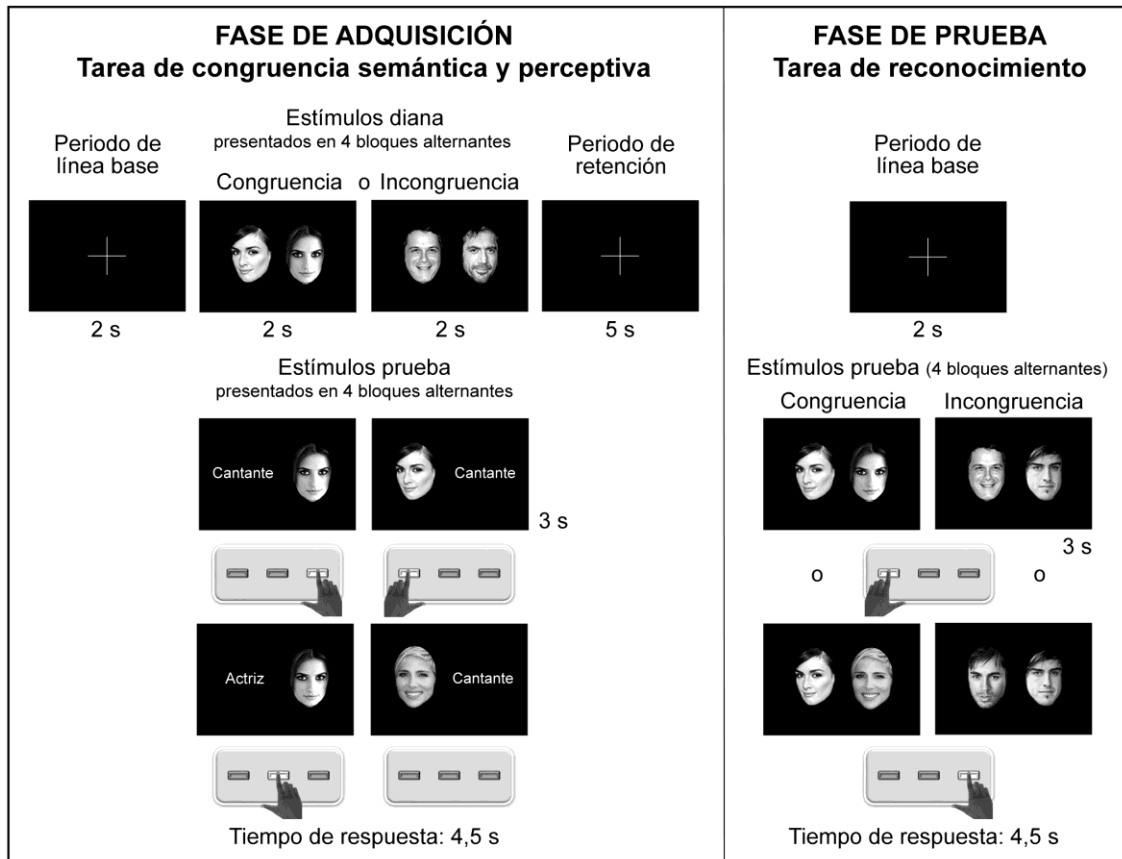 FASE DE ADQUISICIÓN
Tarea de congruencia semántica y perceptiva
Estímulos diana
presentados en 4 bloques alternantes
Periodo de
línea base
Congruencia o Incongruencia
Periodo de
retención
2 s
2 s
2 s
5 s
Estímulos prueba
presentados en 4 bloques alternantes
Cantante
Cantante
3 s
Actriz
Cantante
Tiempo de respuesta: 4,5 s
FASE DE PRUEBA
Tarea de reconocimiento
Periodo de
línea base
2 s
Estímulos prueba (4 bloques alternantes)
Congruencia
Incongruencia
3 s
o
o
Tiempo de respuesta: 4,5 s